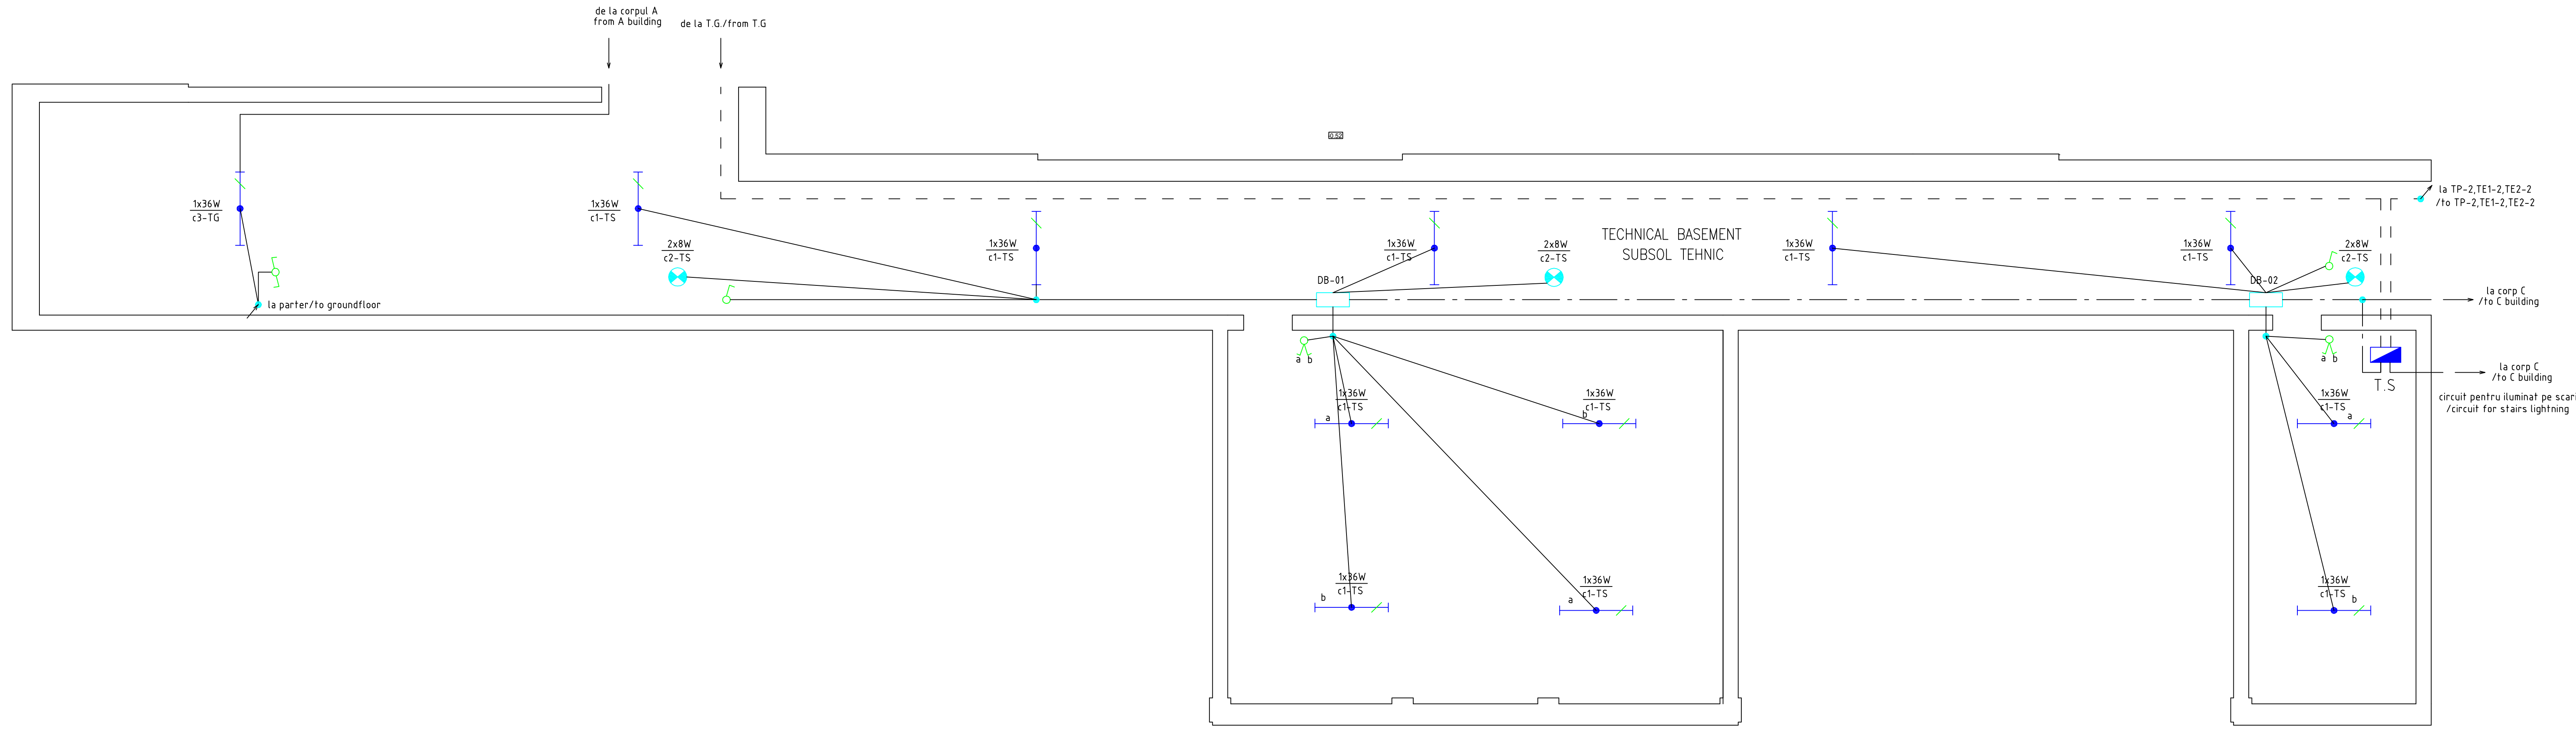 de la corpul A
from A building
de la T.G./from T.G
-0.52
la TP-2,TE1-2,TE2-2
/to TP-2,TE1-2,TE2-2
1x36W
c3-TG
1x36W
c1-TS
2x8W
c2-TS
1x36W
c1-TS
1x36W
c1-TS
2x8W
c2-TS
TECHNICAL BASEMENT
SUBSOL TEHNIC
1x36W
c1-TS
1x36W
c1-TS
2x8W
c2-TS
DB-01
DB-02
la parter/to groundfloor
la corp C
/to C building
a b
a b
la corp C
/to C building
T.S
circuit pentru iluminat pe scari
/circuit for stairs lightning
1x36W
c1-TS
a
1x36W
c1-TS
b
1x36W
c1-TS
a
1x36W
c1-TS
b
1x36W
c1-TS
a
1x36W
c1-TS
b